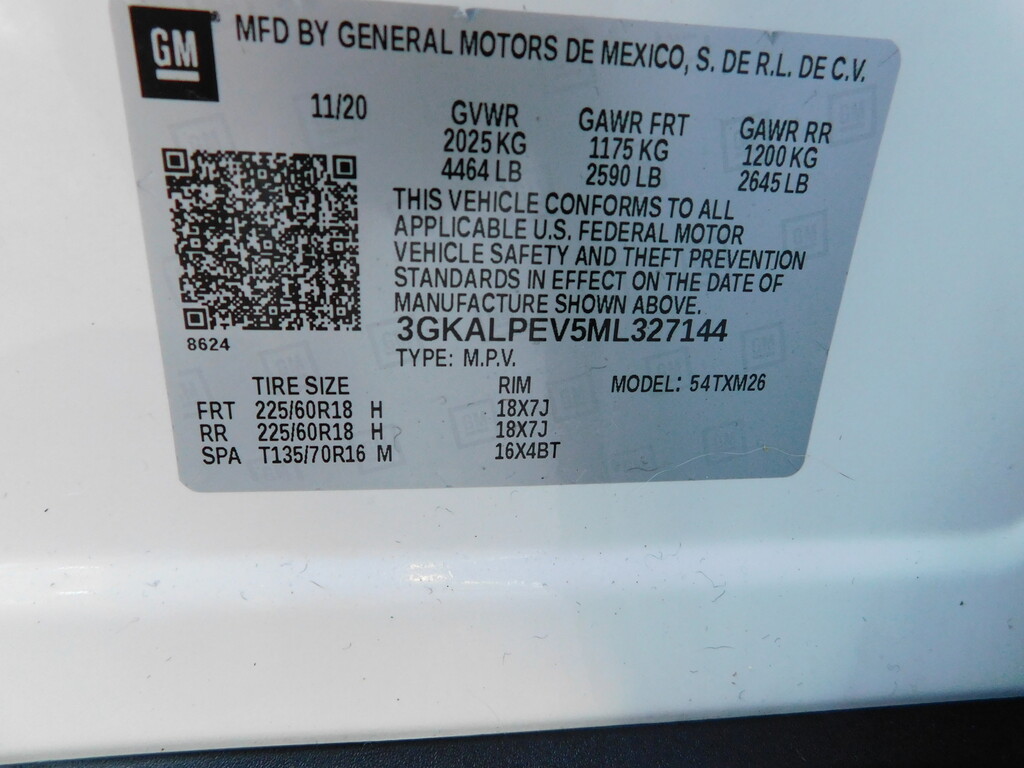 GM
MFD BY GENERAL MOTORS DE MEXICO, S. DE R.L. DE C.V.
11/20 GVWR GAWR FRT GAWR RR
2025 KG 1175 KG 1200 KG
4464 LB 2590 LB 2645 LB
THIS VEHICLE CONFORMS TO ALL
APPLICABLE U.S. FEDERAL MOTOR
VEHICLE SAFETY AND THEFT PREVENTION
STANDARDS IN EFFECT ON THE DATE OF
MANUFACTURE SHOWN ABOVE.
3GKALPEV5ML327144
8624
TYPE: M.P.V.
TIRE SIZE RIM MODEL: 54TXM26
FRT 225/60R18 H 18X7J
RR 225/60R18 H 18X7J
SPA T135/70R16 M 16X4BT